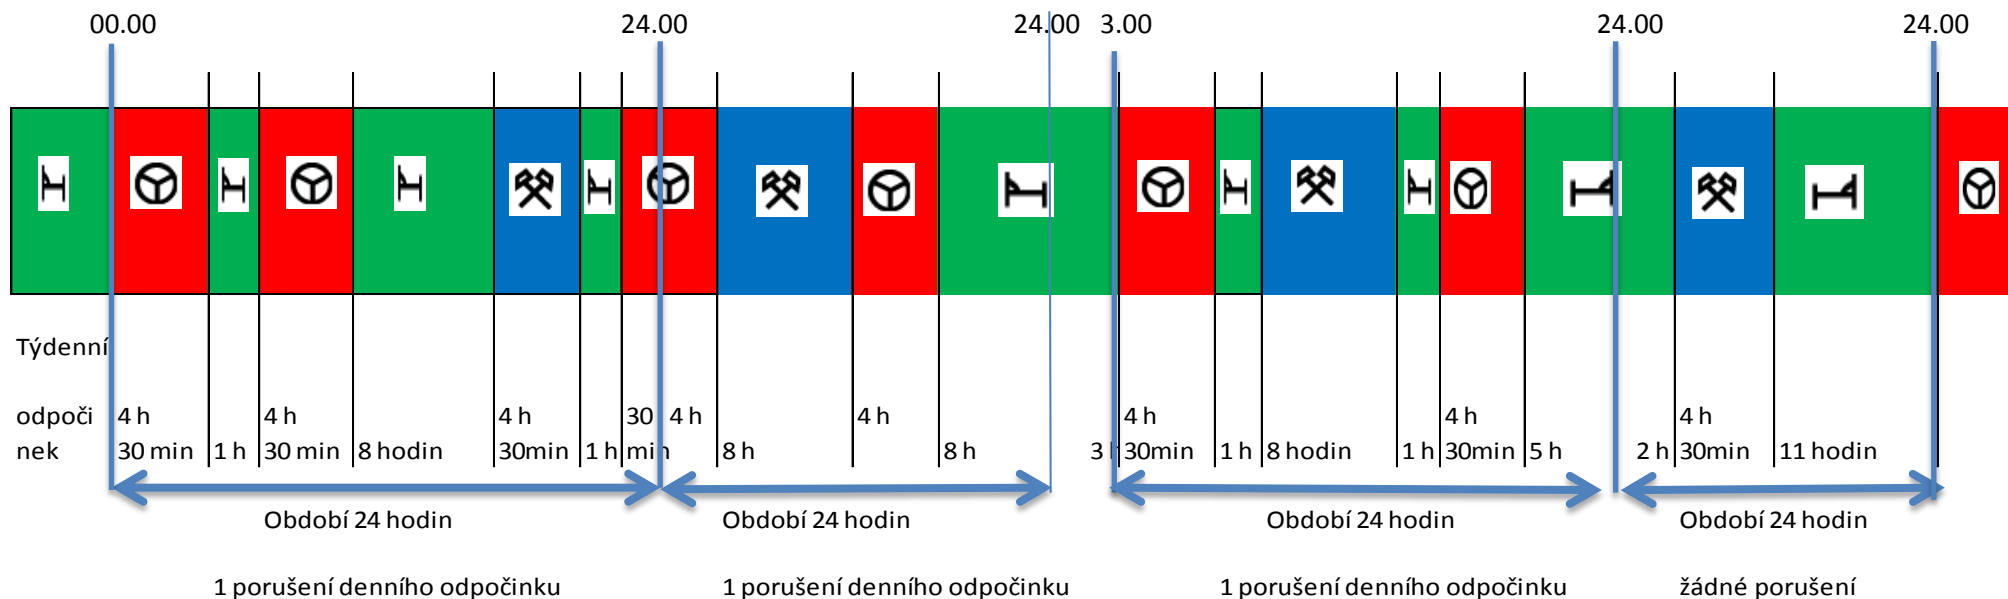 00.00 24.00 24.00 3.00 24.00 24.00
Týdenní
odpoči 4 h 4 h 4 h 30 4 h 4 h 4 h 4 h 4 h
nek 30 min 1 h 30 min 8 hodin 30min 1 h min 8 h 8 h 3 h 30min 1 h 8 hodin 1 h 30min 5 h 2 h 30min 11 hodin
Období 24 hodin Období 24 hodin Období 24 hodin Období 24 hodin
1 porušení denního odpočinku 1 porušení denního odpočinku 1 porušení denního odpočinku žádné porušení